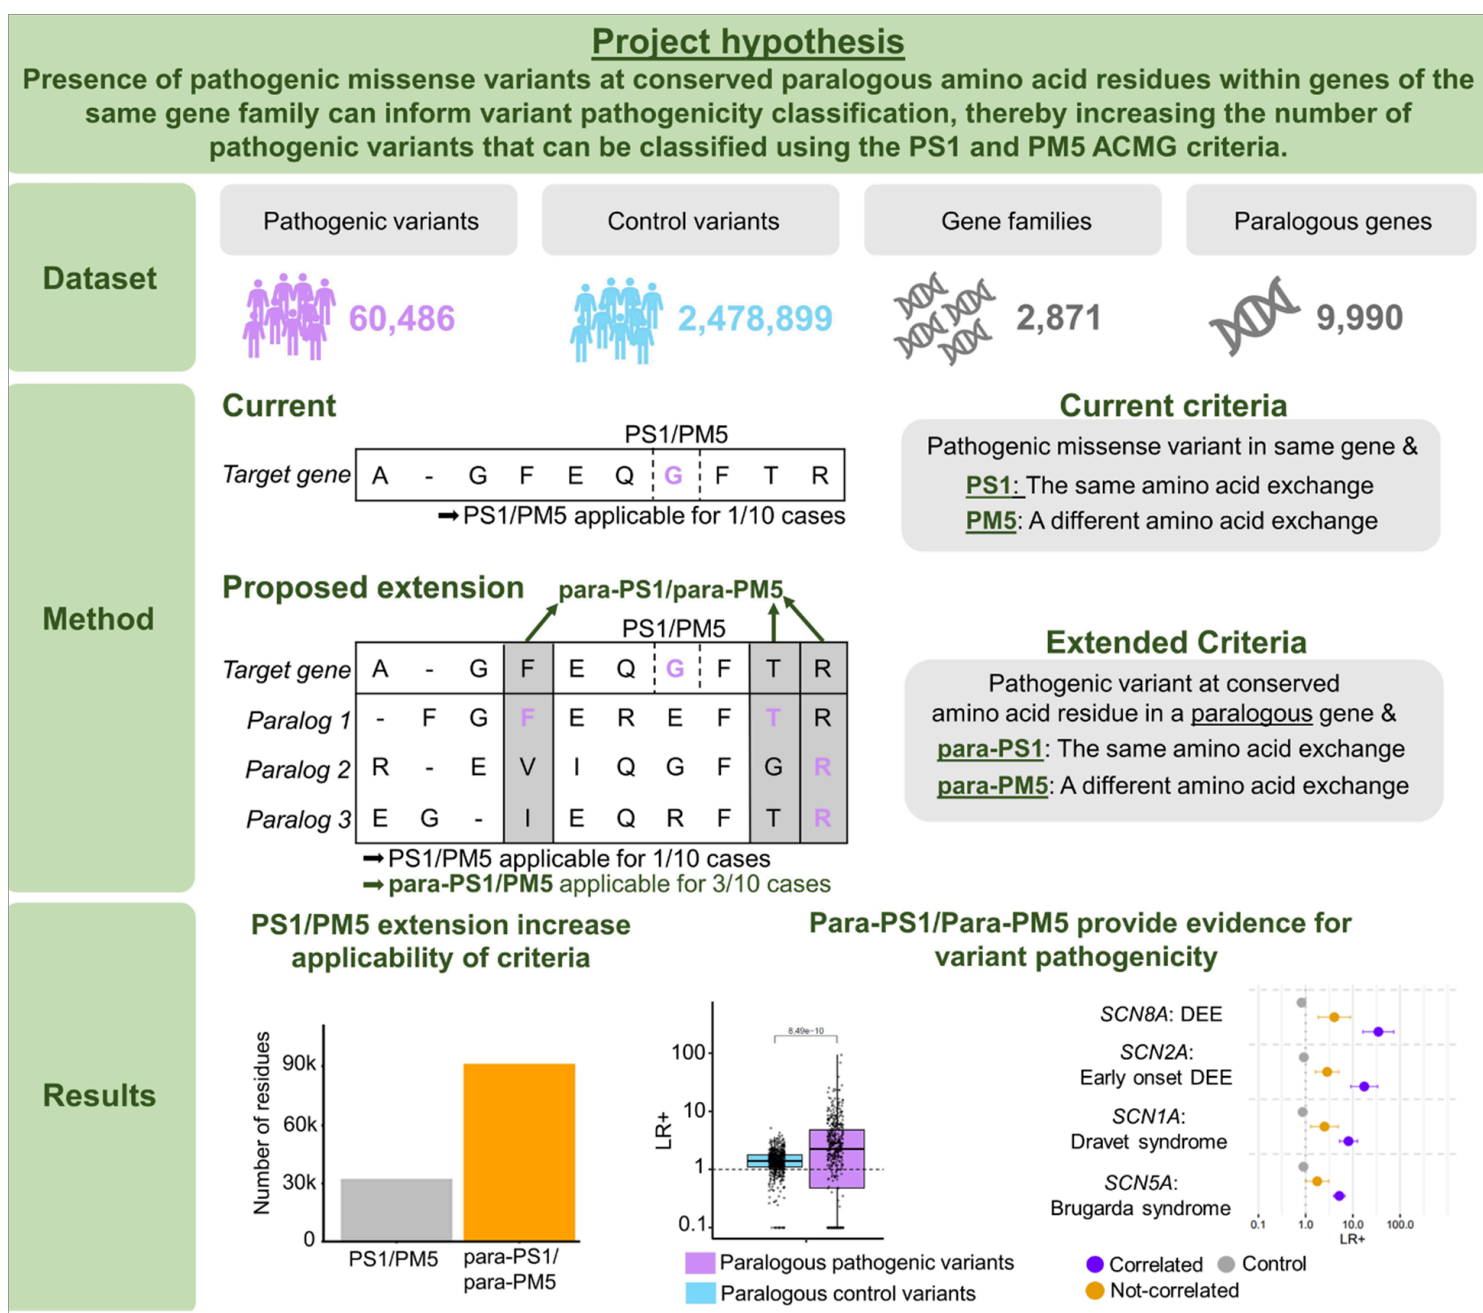 Project hypothesis
Presence of pathogenic missense variants at conserved paralogous amino acid residues within genes of the
same gene family can inform variant pathogenicity classification, thereby increasing the number of
pathogenic variants that can be classified using the PS1 and PM5 ACMG criteria.
Dataset
Pathogenic variants
Control variants
Gene families
Paralogous genes
60,486
2,478,899
2,871
9,990
Method
Current
PS1/PM5
Target gene A - G F E Q G F T R
➡ PS1/PM5 applicable for 1/10 cases
Current criteria
Pathogenic missense variant in same gene &
PS1: The same amino acid exchange
PM5: A different amino acid exchange
Proposed extension
para-PS1/para-PM5
PS1/PM5
Target gene A - G F E Q G F T R
Paralog 1 - F G F E R E F T R
Paralog 2 R - E V I Q G F G R
Paralog 3 E G - I E Q R F T R
➡ PS1/PM5 applicable for 1/10 cases
➡ para-PS1/PM5 applicable for 3/10 cases
Extended Criteria
Pathogenic variant at conserved
amino acid residue in a paralogous gene &
para-PS1: The same amino acid exchange
para-PM5: A different amino acid exchange
Results
PS1/PM5 extension increase
applicability of criteria
Number of residues
90k
60k
30k
0
PS1/PM5
para-PS1/
para-PM5
Para-PS1/Para-PM5 provide evidence for
variant pathogenicity
LR+
100
10
1
0.1
8.49e-10
Paralogous pathogenic variants
Paralogous control variants
SCN8A: DEE
SCN2A:
Early onset DEE
SCN1A:
Dravet syndrome
SCN5A:
Brugarda syndrome
0.1 1.0 10.0 100.0
LR+
Correlated
Control
Not-correlated